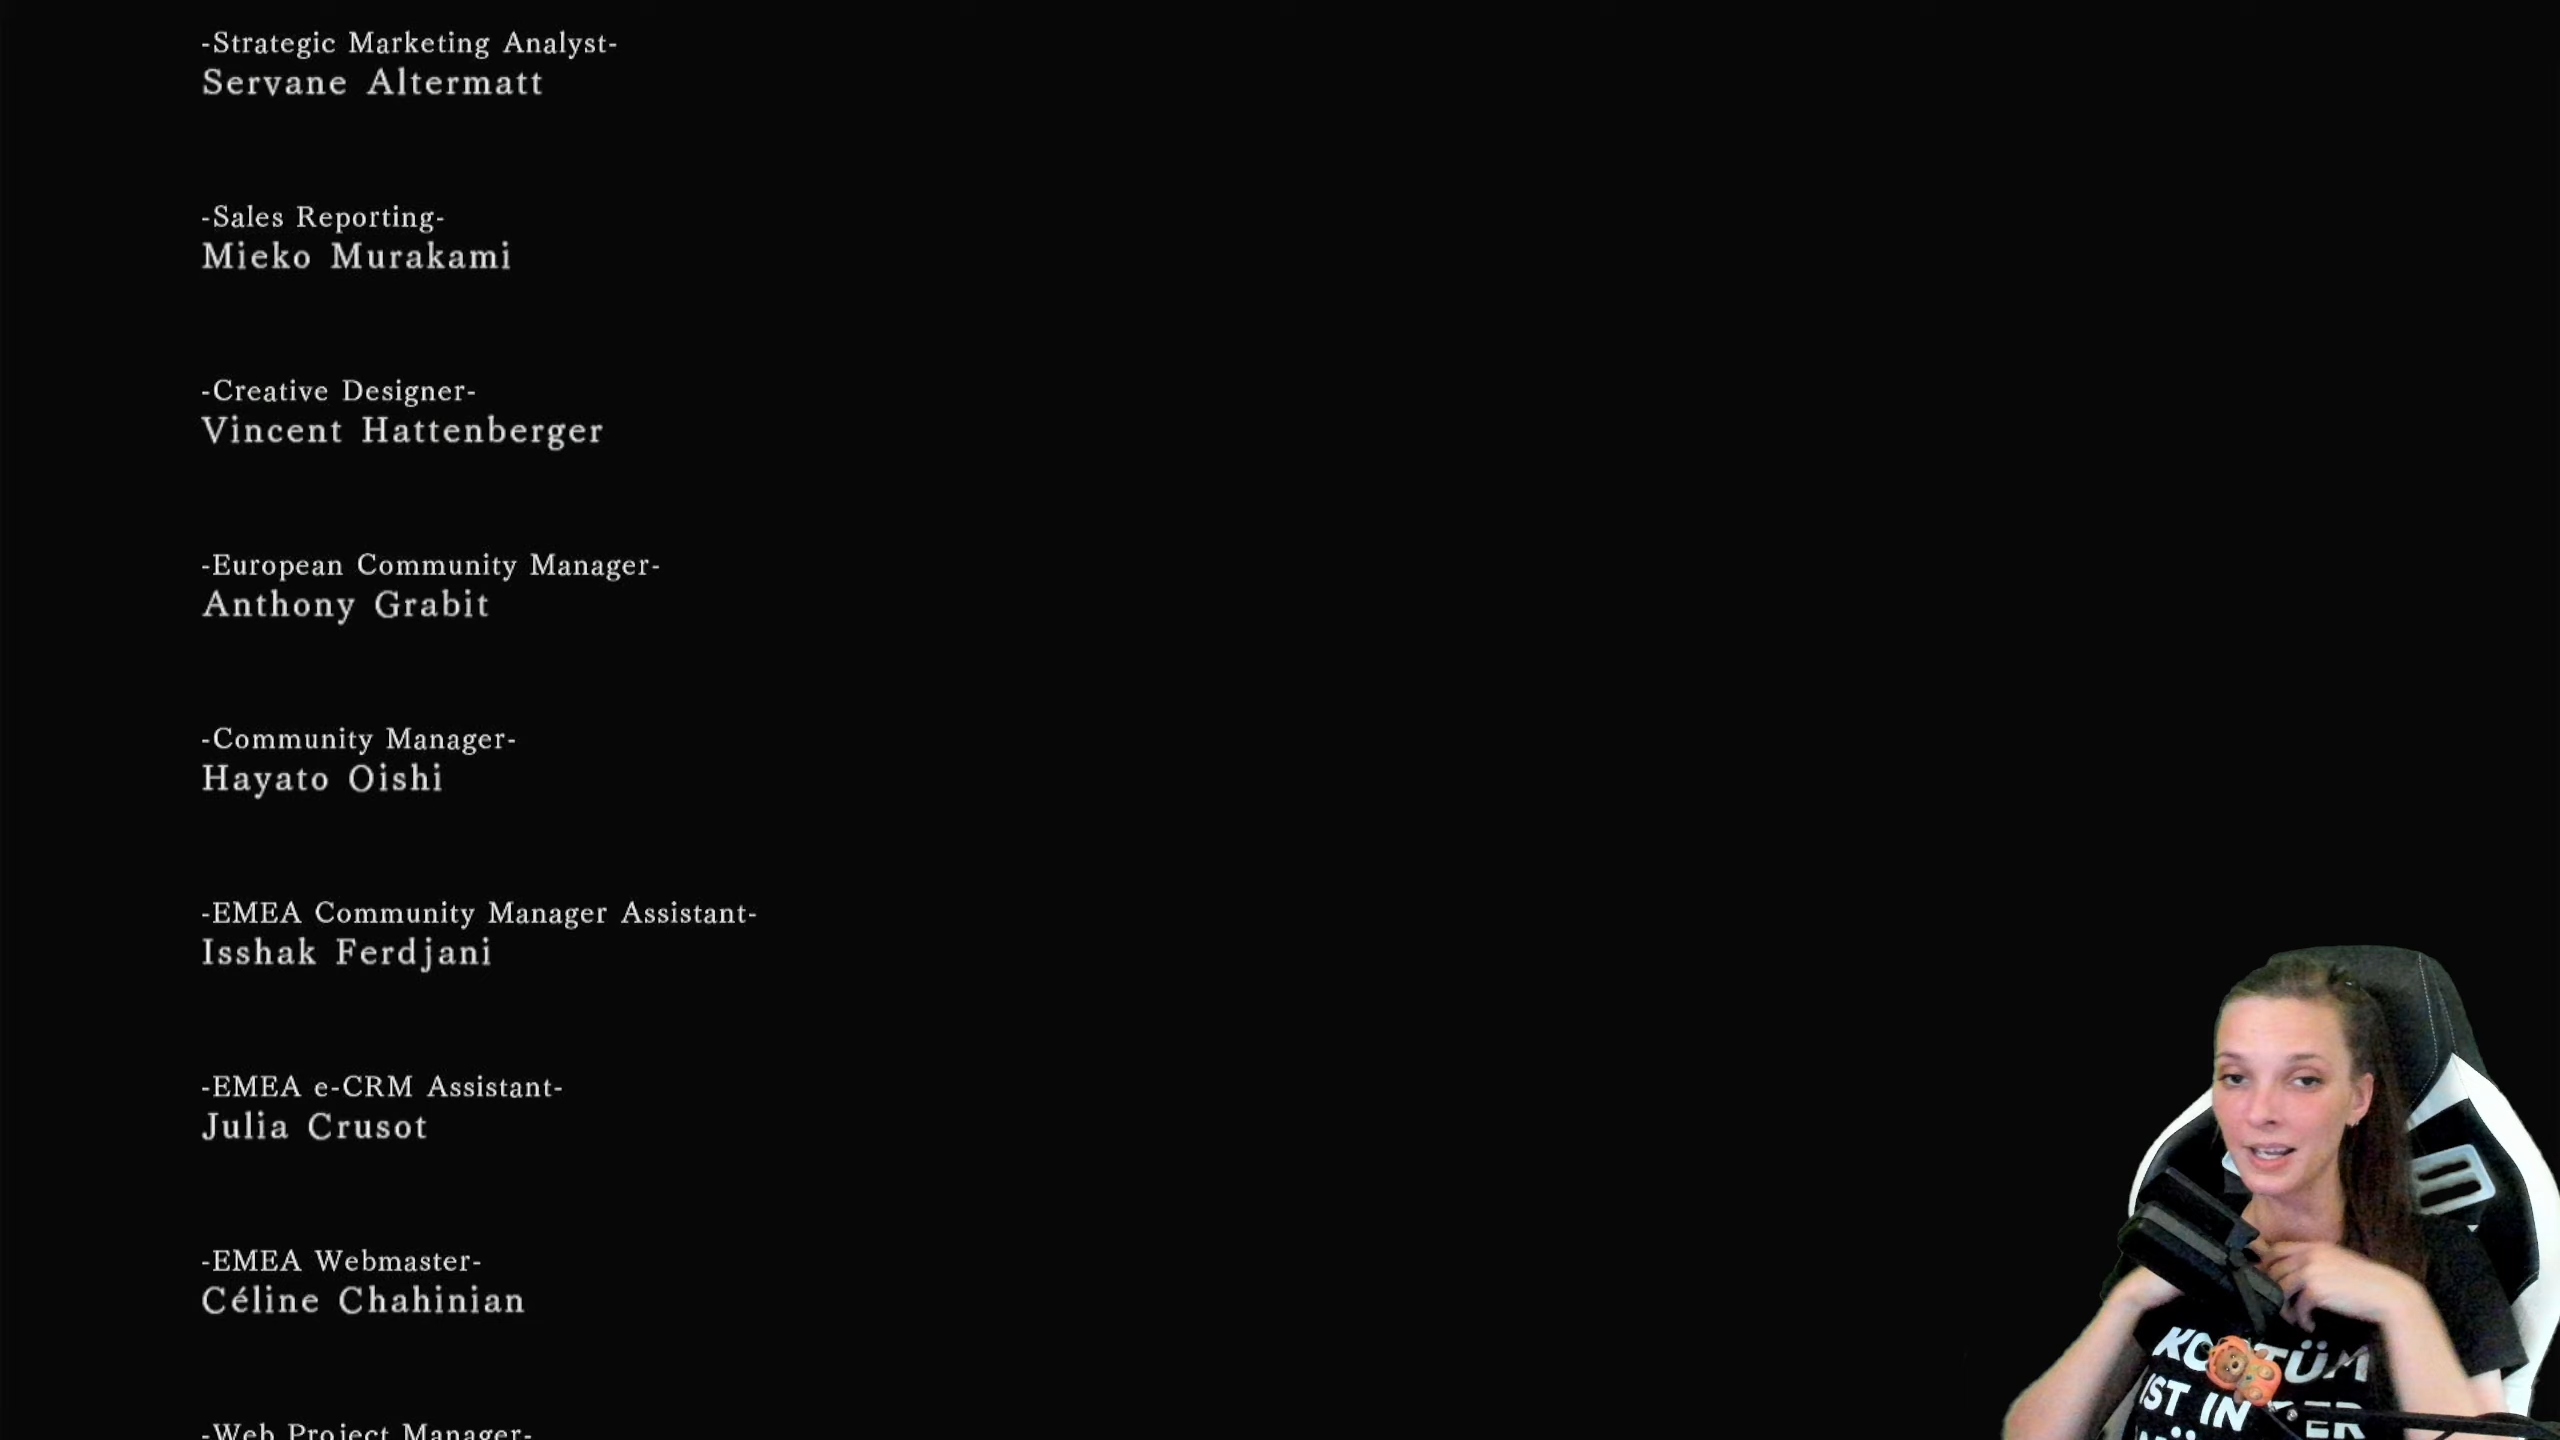 -Strategic Marketing Analyst-
Servane Altermatt
-Sales Reporting-
Mieko Murakami
-Creative Designer-
Vincent Hattenberger
-European Community Manager-
Anthony Grabit
-Community Manager-
Hayato Oishi
-EMEA Community Manager Assistant-
Isshak Ferdjani
-EMEA e-CRM Assistant-
Julia Crusot
-EMEA Webmaster-
Céline Chahinian
-Web Project Manager-
IST IN